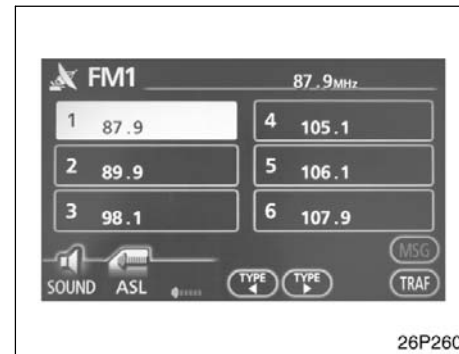 FM1 87.9MHz
1 87.9
2 89.9
3 98.1
4 105.1
5 106.1
6 107.9
MSG
SOUND ASL TYPE TYPE TRAF
26P260